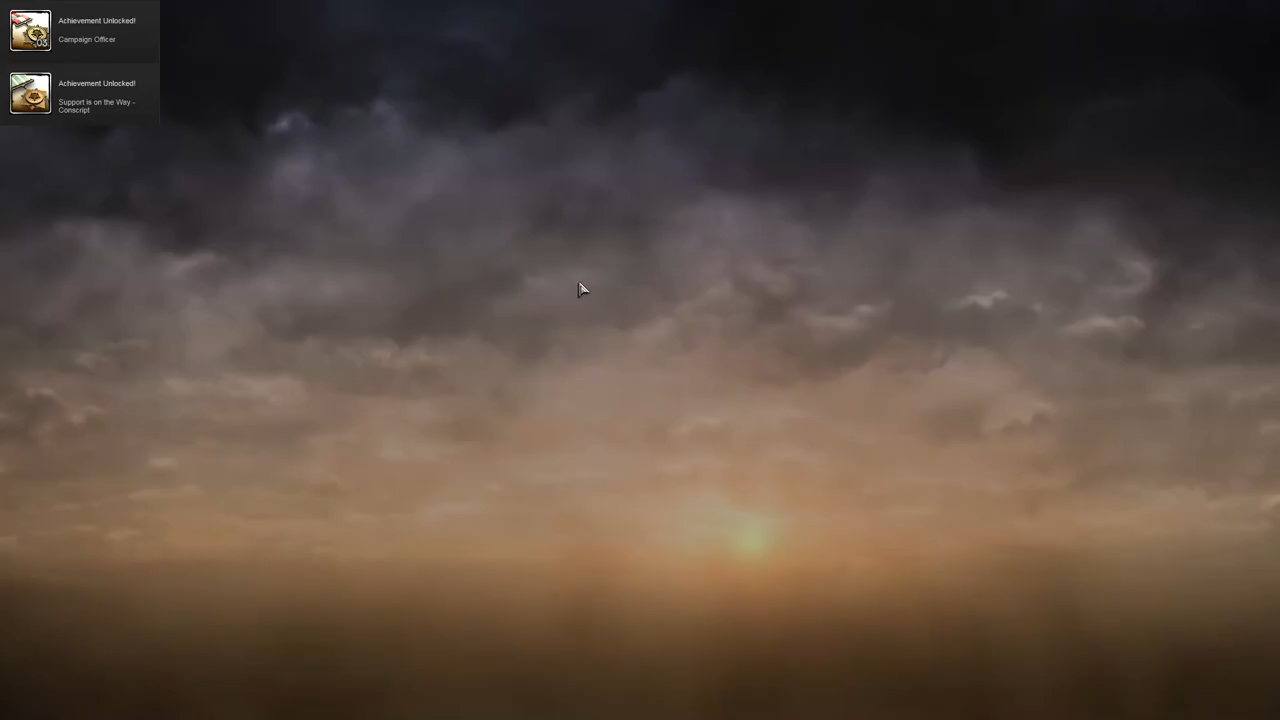 Achievement Unlocked!
Campaign Officer
Achievement Unlocked!
Support is on the Way -
Conscript